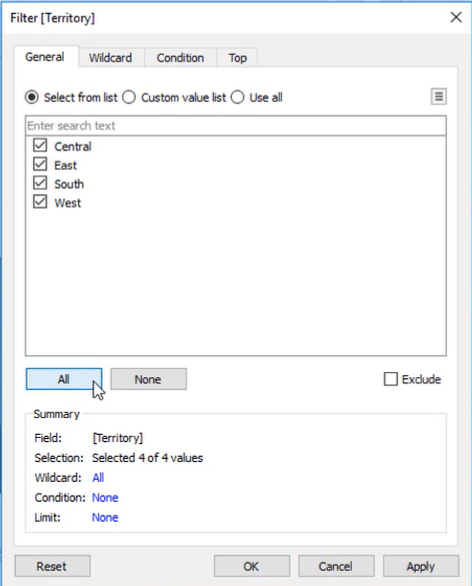 Filter [Territory]
General Wildcard Condition Top
Select from list Custom value list Use all
Enter search text
Central
East
South
West
All None Exclude
Summary
Field: [Territory]
Selection: Selected 4 of 4 values
Wildcard: All
Condition: None
Limit: None
Reset OK Cancel Apply